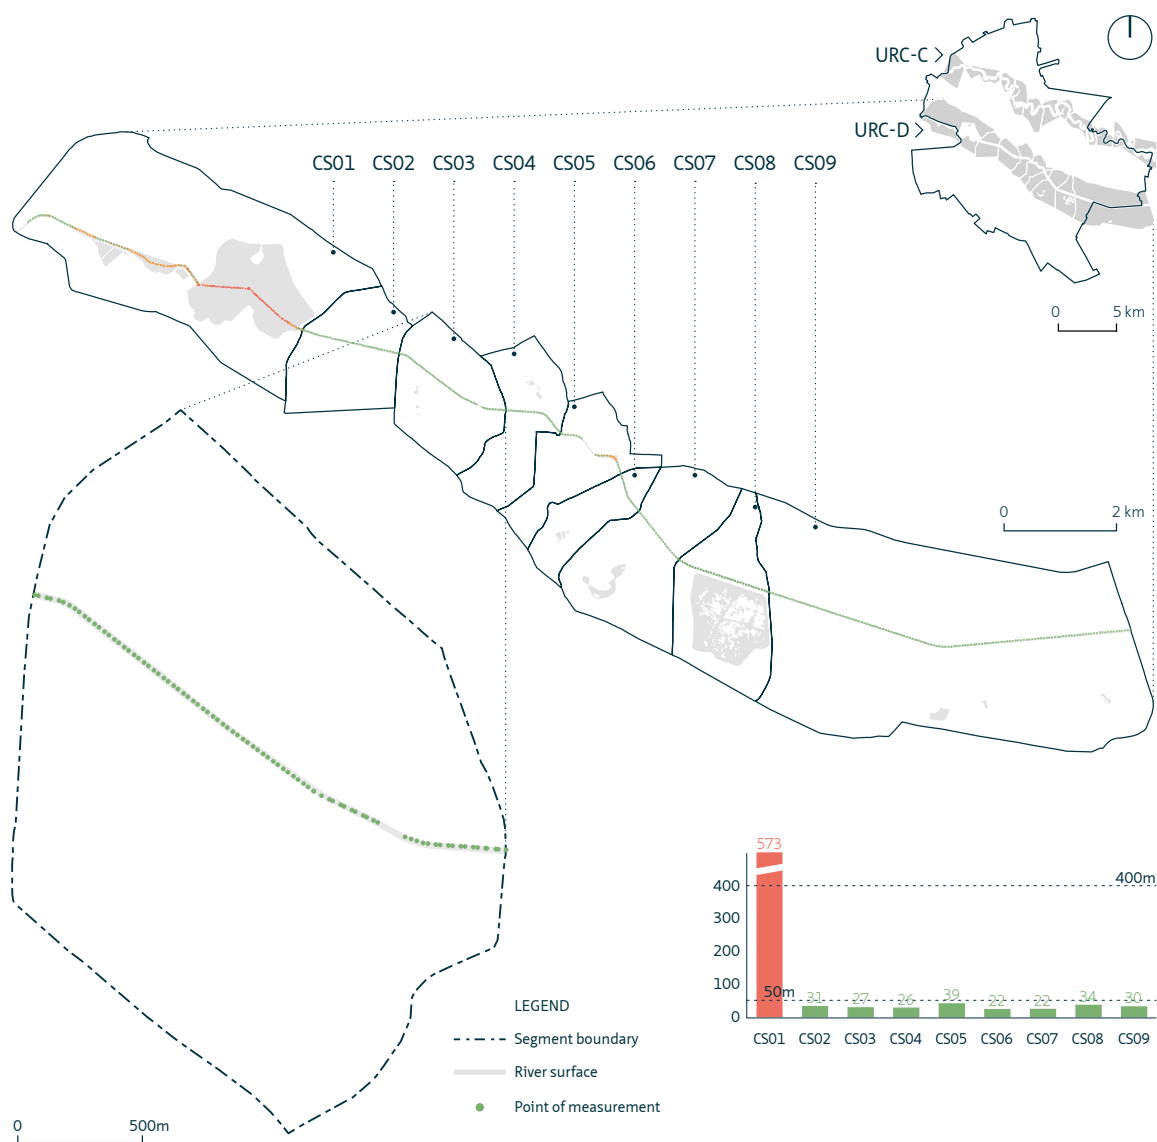 URC-C
URC-D
CS01 CS02 CS03 CS04 CS05 CS06 CS07 CS08 CS09
0 5 km
0 2 km
573
400m
400
300
200
100
0
50m
31 27 26 39 22 22 34 30
CS01 CS02 CS03 CS04 CS05 CS06 CS07 CS08 CS09
LEGEND
Segment boundary
River surface
Point of measurement
0 500m